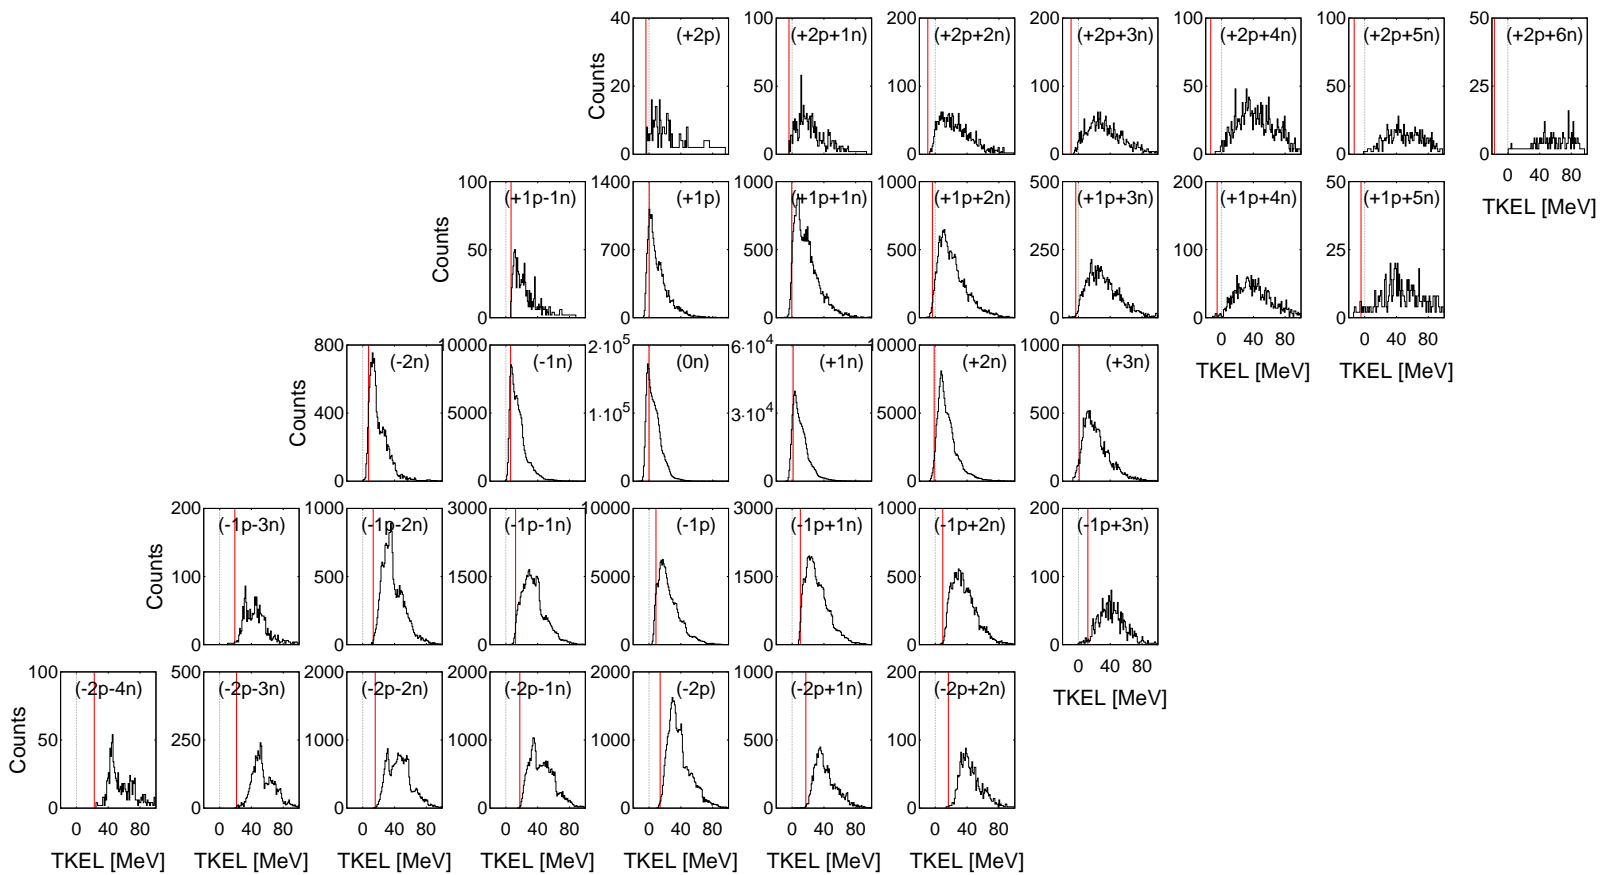 40
20
0
Counts
(+2p)
100
50
0
(+2p+1n)
200
100
0
(+2p+2n)
200
100
0
(+2p+3n)
100
50
0
(+2p+4n)
100
50
0
(+2p+5n)
50
25
0
(+2p+6n)
0 40 80
TKEL [MeV]
100
50
0
Counts
(+1p-1n)
1400
700
0
(+1p)
1000
500
0
(+1p+1n)
1000
500
0
(+1p+2n)
500
250
0
(+1p+3n)
200
100
0
(+1p+4n)
0 40 80
TKEL [MeV]
50
25
0
(+1p+5n)
0 40 80
TKEL [MeV]
800
400
0
Counts
(-2n)
10000
5000
0
(-1n)
2·10⁵
1·10⁵
0
(0n)
6·10⁴
3·10⁴
0
(+1n)
10000
5000
0
(+2n)
1000
500
0
(+3n)
200
100
0
Counts
(-1p-3n)
1000
500
0
(-1p-2n)
3000
1500
0
(-1p-1n)
10000
5000
0
(-1p)
3000
1500
0
(-1p+1n)
1000
500
0
(-1p+2n)
200
100
0
(-1p+3n)
0 40 80
TKEL [MeV]
100
50
0
Counts
(-2p-4n)
0 40 80
TKEL [MeV]
500
250
0
(-2p-3n)
0 40 80
TKEL [MeV]
2000
1000
0
(-2p-2n)
0 40 80
TKEL [MeV]
2000
1000
0
(-2p-1n)
0 40 80
TKEL [MeV]
2000
1000
0
(-2p)
0 40 80
TKEL [MeV]
1000
500
0
(-2p+1n)
0 40 80
TKEL [MeV]
200
100
0
(-2p+2n)
0 40 80
TKEL [MeV]